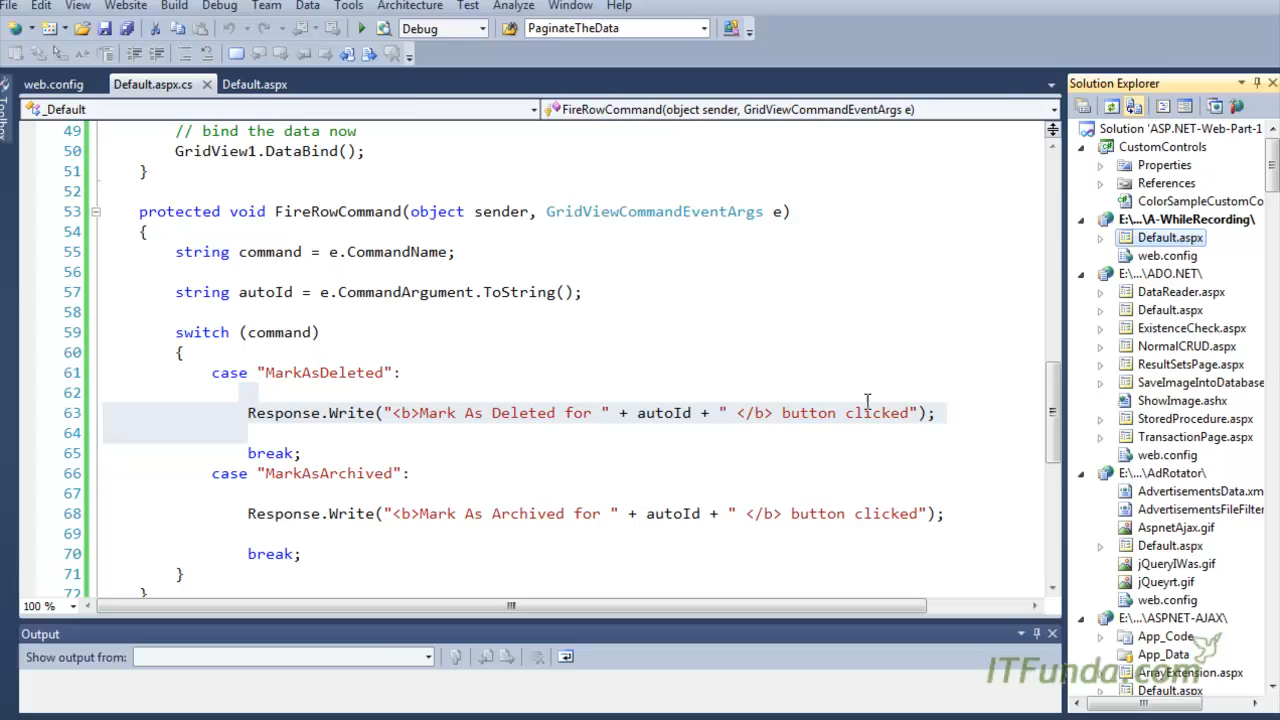 File Edit View Website Build Debug Team Data Tools Architecture Test Analyze Window Help
Debug PaginateTheData
web.config Default.aspx.cs Default.aspx
_Default FireRowCommand(object sender, GridViewCommandEventArgs e)
49 // bind the data now
50 GridView1.DataBind();
51 }
52
53 protected void FireRowCommand(object sender, GridViewCommandEventArgs e)
54 {
55 string command = e.CommandName;
56
57 string autoId = e.CommandArgument.ToString();
58
59 switch (command)
60 {
61 case "MarkAsDeleted":
62
63 Response.Write("<b>Mark As Deleted for " + autoId + " </b> button clicked");
64
65 break;
66 case "MarkAsArchived":
67
68 Response.Write("<b>Mark As Archived for " + autoId + " </b> button clicked");
69
70 break;
71 }
72 }
100 %
Output
Show output from:
Solution Explorer
Solution 'ASP.NET-Web-Part-1
CustomControls
Properties
References
ColorSampleCustomCo
E:\...\A-WhileRecording\
Default.aspx
web.config
E:\...\ADO.NET\
DataReader.aspx
Default.aspx
ExistenceCheck.aspx
NormalCRUD.aspx
ResultSetsPage.aspx
SaveImageIntoDatabase
ShowImage.ashx
StoredProcedure.aspx
TransactionPage.aspx
web.config
E:\...\AdRotator\
AdvertisementsData.xm
AdvertisementsFileFilter
AspnetAjax.gif
Default.aspx
jQueryIWas.gif
jQueyrt.gif
web.config
E:\...\ASPNET-AJAX\
App_Code
App_Data
ArrayExtension.aspx
Default.aspx
ITFunda.com